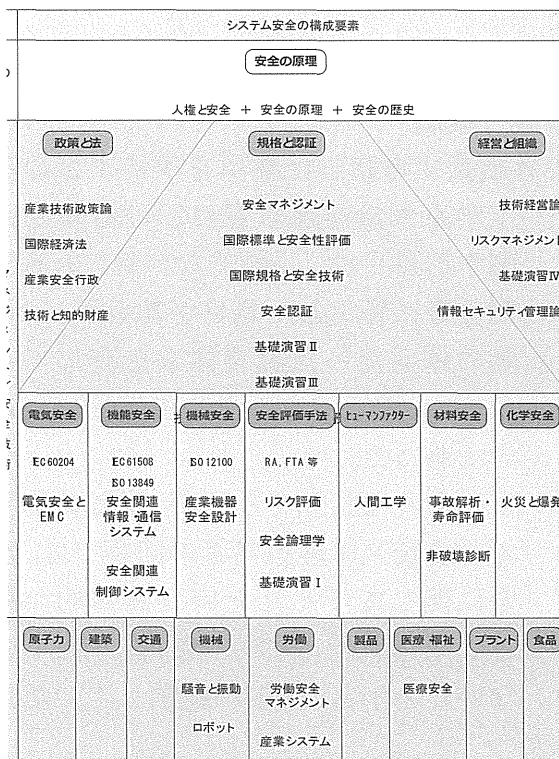 システム安全の構成要素
安全の原理
人権と安全 + 安全の原理 + 安全の歴史
政策と法 規格と認証 経営と組織
産業技術政策論 安全マネジメント 技術経営論
国際経済法 国際標準と安全性評価 リスクマネジメント
産業安全行政 国際規格と安全技術 基礎演習Ⅳ
技術と知的財産 安全認証 情報セキュリティ管理論
基礎演習Ⅱ
基礎演習Ⅲ
電気安全 機能安全 機械安全 安全評価手法 ヒューマンファクター 材料安全 化学安全
IEC60204 IEC61508 ISO12100 RA, FTA 等
ISO13849
電気安全と 安全関連 産業機器 リスク評価 人間工学 事故解析・ 火災と爆発
EMC 情報・通信 安全設計 寿命評価
システム
安全論理学
非破壊診断
安全関連
制御システム 基礎演習Ⅰ
原子力 建築 交通 機械 労働 製品 医療・福祉 プラント 食品
騒音と振動 労働安全 医療安全
マネジメント
ロボット
産業システム